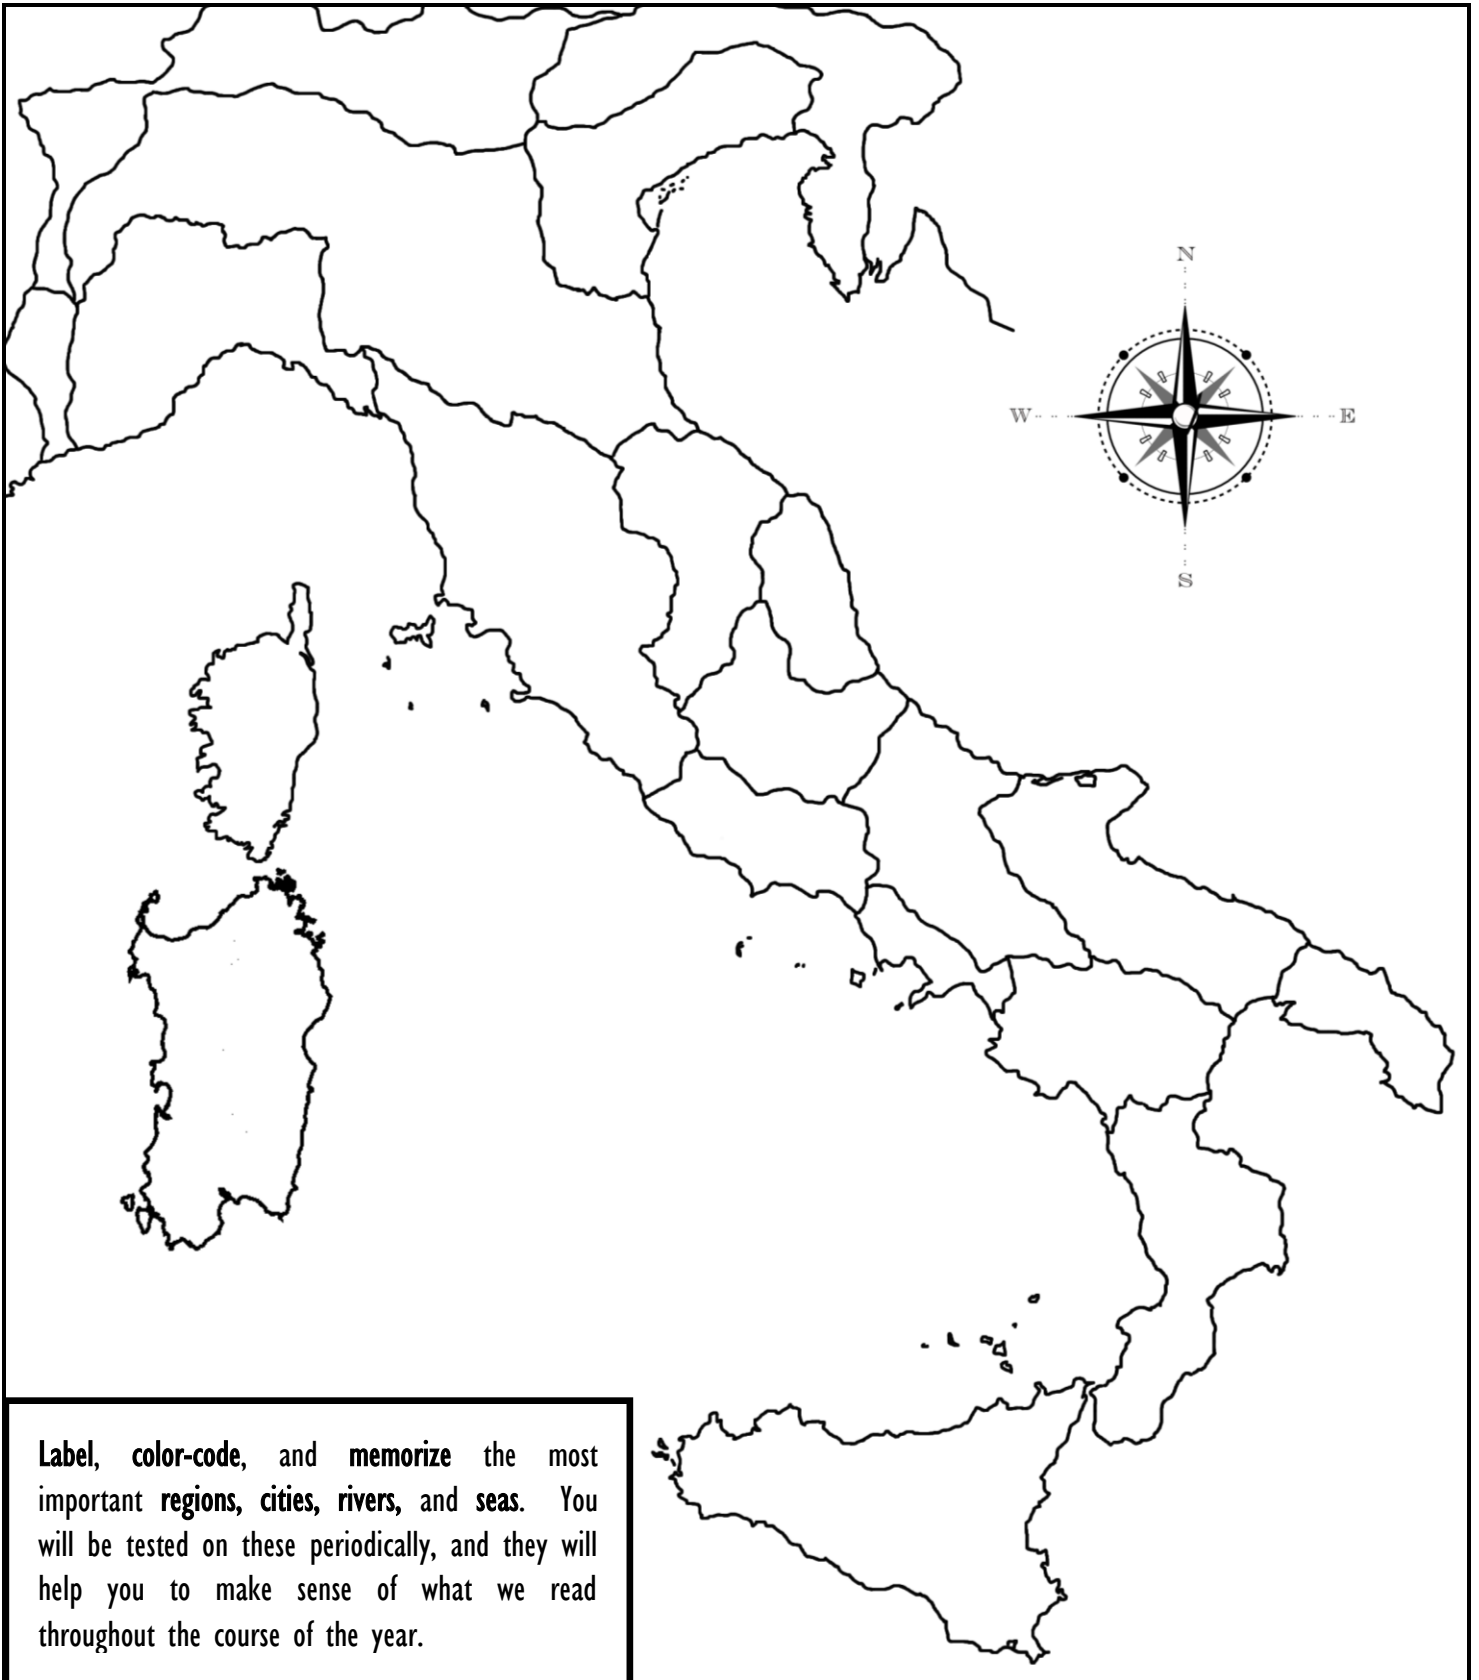 N
W E
S
Label, color-code, and memorize the most
important regions, cities, rivers, and seas. You
will be tested on these periodically, and they will
help you to make sense of what we read
throughout the course of the year.